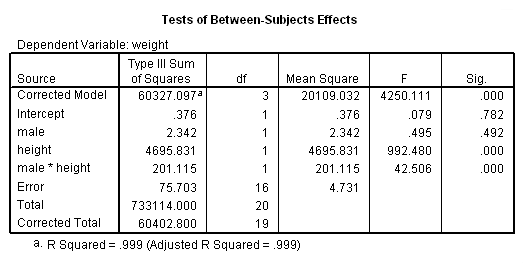 Tests of Between-Subjects Effects
Dependent Variable: weight
Source Type III Sum of Squares df Mean Square F Sig.
Corrected Model 60327.097a 3 20109.032 4250.111 .000
Intercept .376 1 .376 .079 .782
male 2.342 1 2.342 .495 .492
height 4695.831 1 4695.831 992.480 .000
male * height 201.115 1 201.115 42.506 .000
Error 75.703 16 4.731
Total 733114.000 20
Corrected Total 60402.800 19
a. R Squared = .999 (Adjusted R Squared = .999)